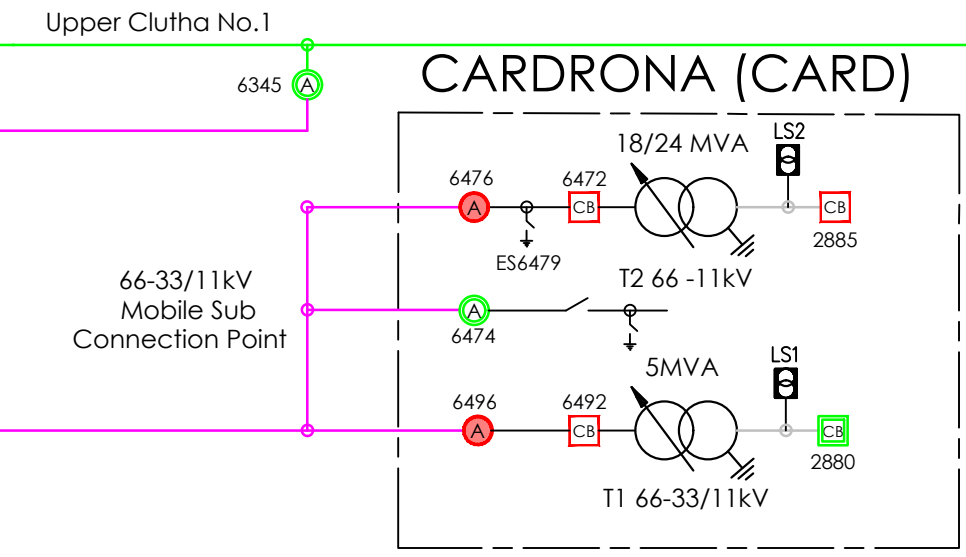 Upper Clutha No.1
6345
A
CARDRONA (CARD)
18/24 MVA
LS2
6476
6472
A
CB
CB
2885
ES6479
T2 66 -11kV
66-33/11kV
Mobile Sub
Connection Point
A
6474
5MVA
LS1
6496
6492
A
CB
CB
2880
T1 66-33/11kV